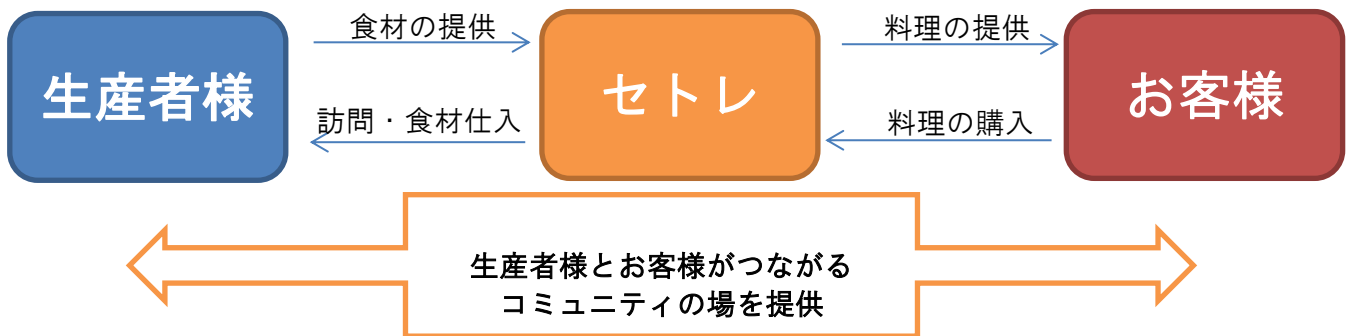 食材の提供
料理の提供
生産者様
セトレ
お客様
訪問・食材仕入
料理の購入
生産者様とお客様がつながる
コミュニティの場を提供